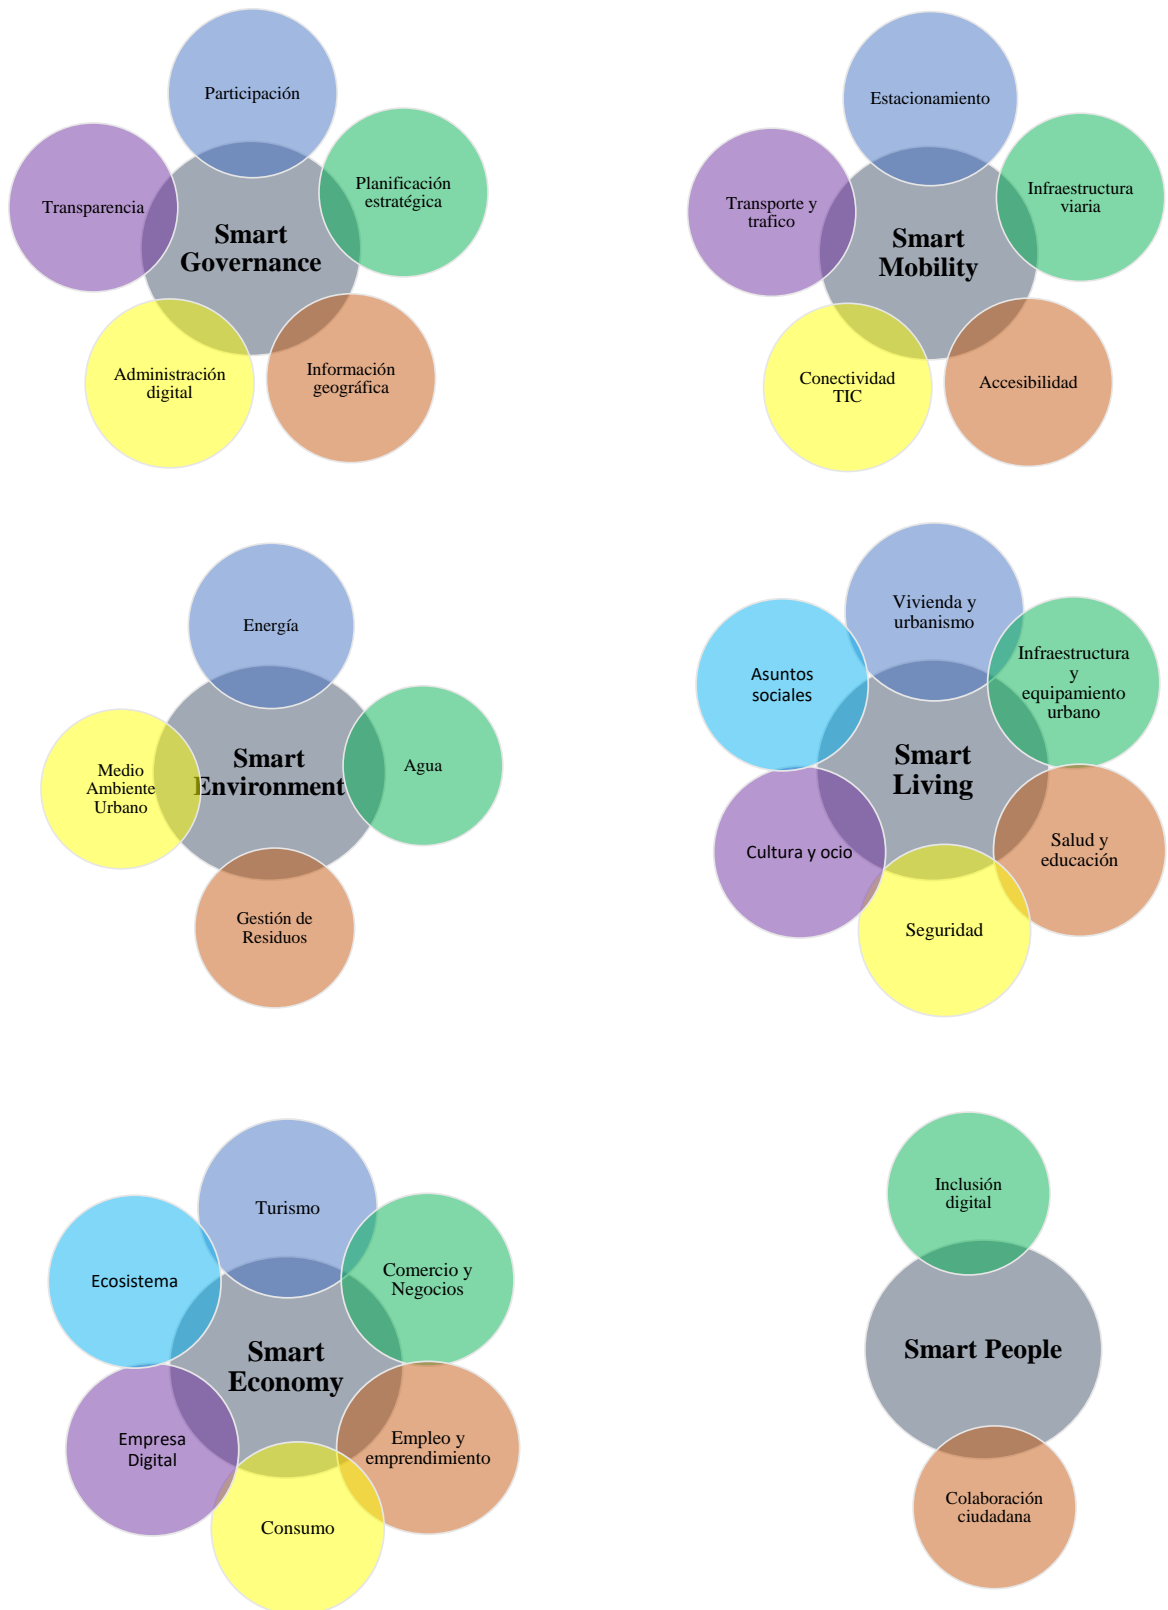 Participación
Planificación
estratégica
Transparencia
Smart
Governance
Administración
digital
Información
geográfica
Estacionamiento
Infraestructura
viaria
Transporte y
trafico
Smart
Mobility
Conectividad
TIC
Accesibilidad
Energía
Smart
Environment
Agua
Medio
Ambiente
Urbano
Gestión de
Residuos
Vivienda y
urbanismo
Asuntos
sociales
Infraestructura
y
equipamiento
urbano
Smart
Living
Cultura y ocio
Salud y
educación
Seguridad
Turismo
Ecosistema
Comercio y
Negocios
Smart
Economy
Empresa
Digital
Empleo y
emprendimiento
Consumo
Inclusión
digital
Smart People
Colaboración
ciudadana